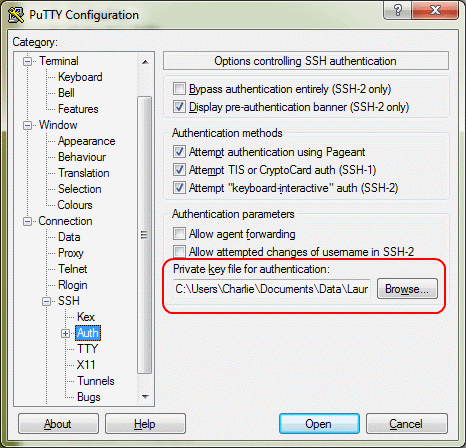 PuTTY Configuration
Category:
Terminal
Keyboard
Bell
Features
Window
Appearance
Behaviour
Translation
Selection
Colours
Connection
Data
Proxy
Telnet
Rlogin
SSH
Kex
Auth
TTY
X11
Tunnels
Bugs
Options controlling SSH authentication
Bypass authentication entirely (SSH-2 only)
Display pre-authentication banner (SSH-2 only)
Authentication methods
Attempt authentication using Pageant
Attempt TIS or CryptoCard auth (SSH-1)
Attempt "keyboard-interactive" auth (SSH-2)
Authentication parameters
Allow agent forwarding
Allow attempted changes of username in SSH-2
Private key file for authentication:
C:\Users\Charlie\Documents\Data\Laur
Browse...
About
Help
Open
Cancel